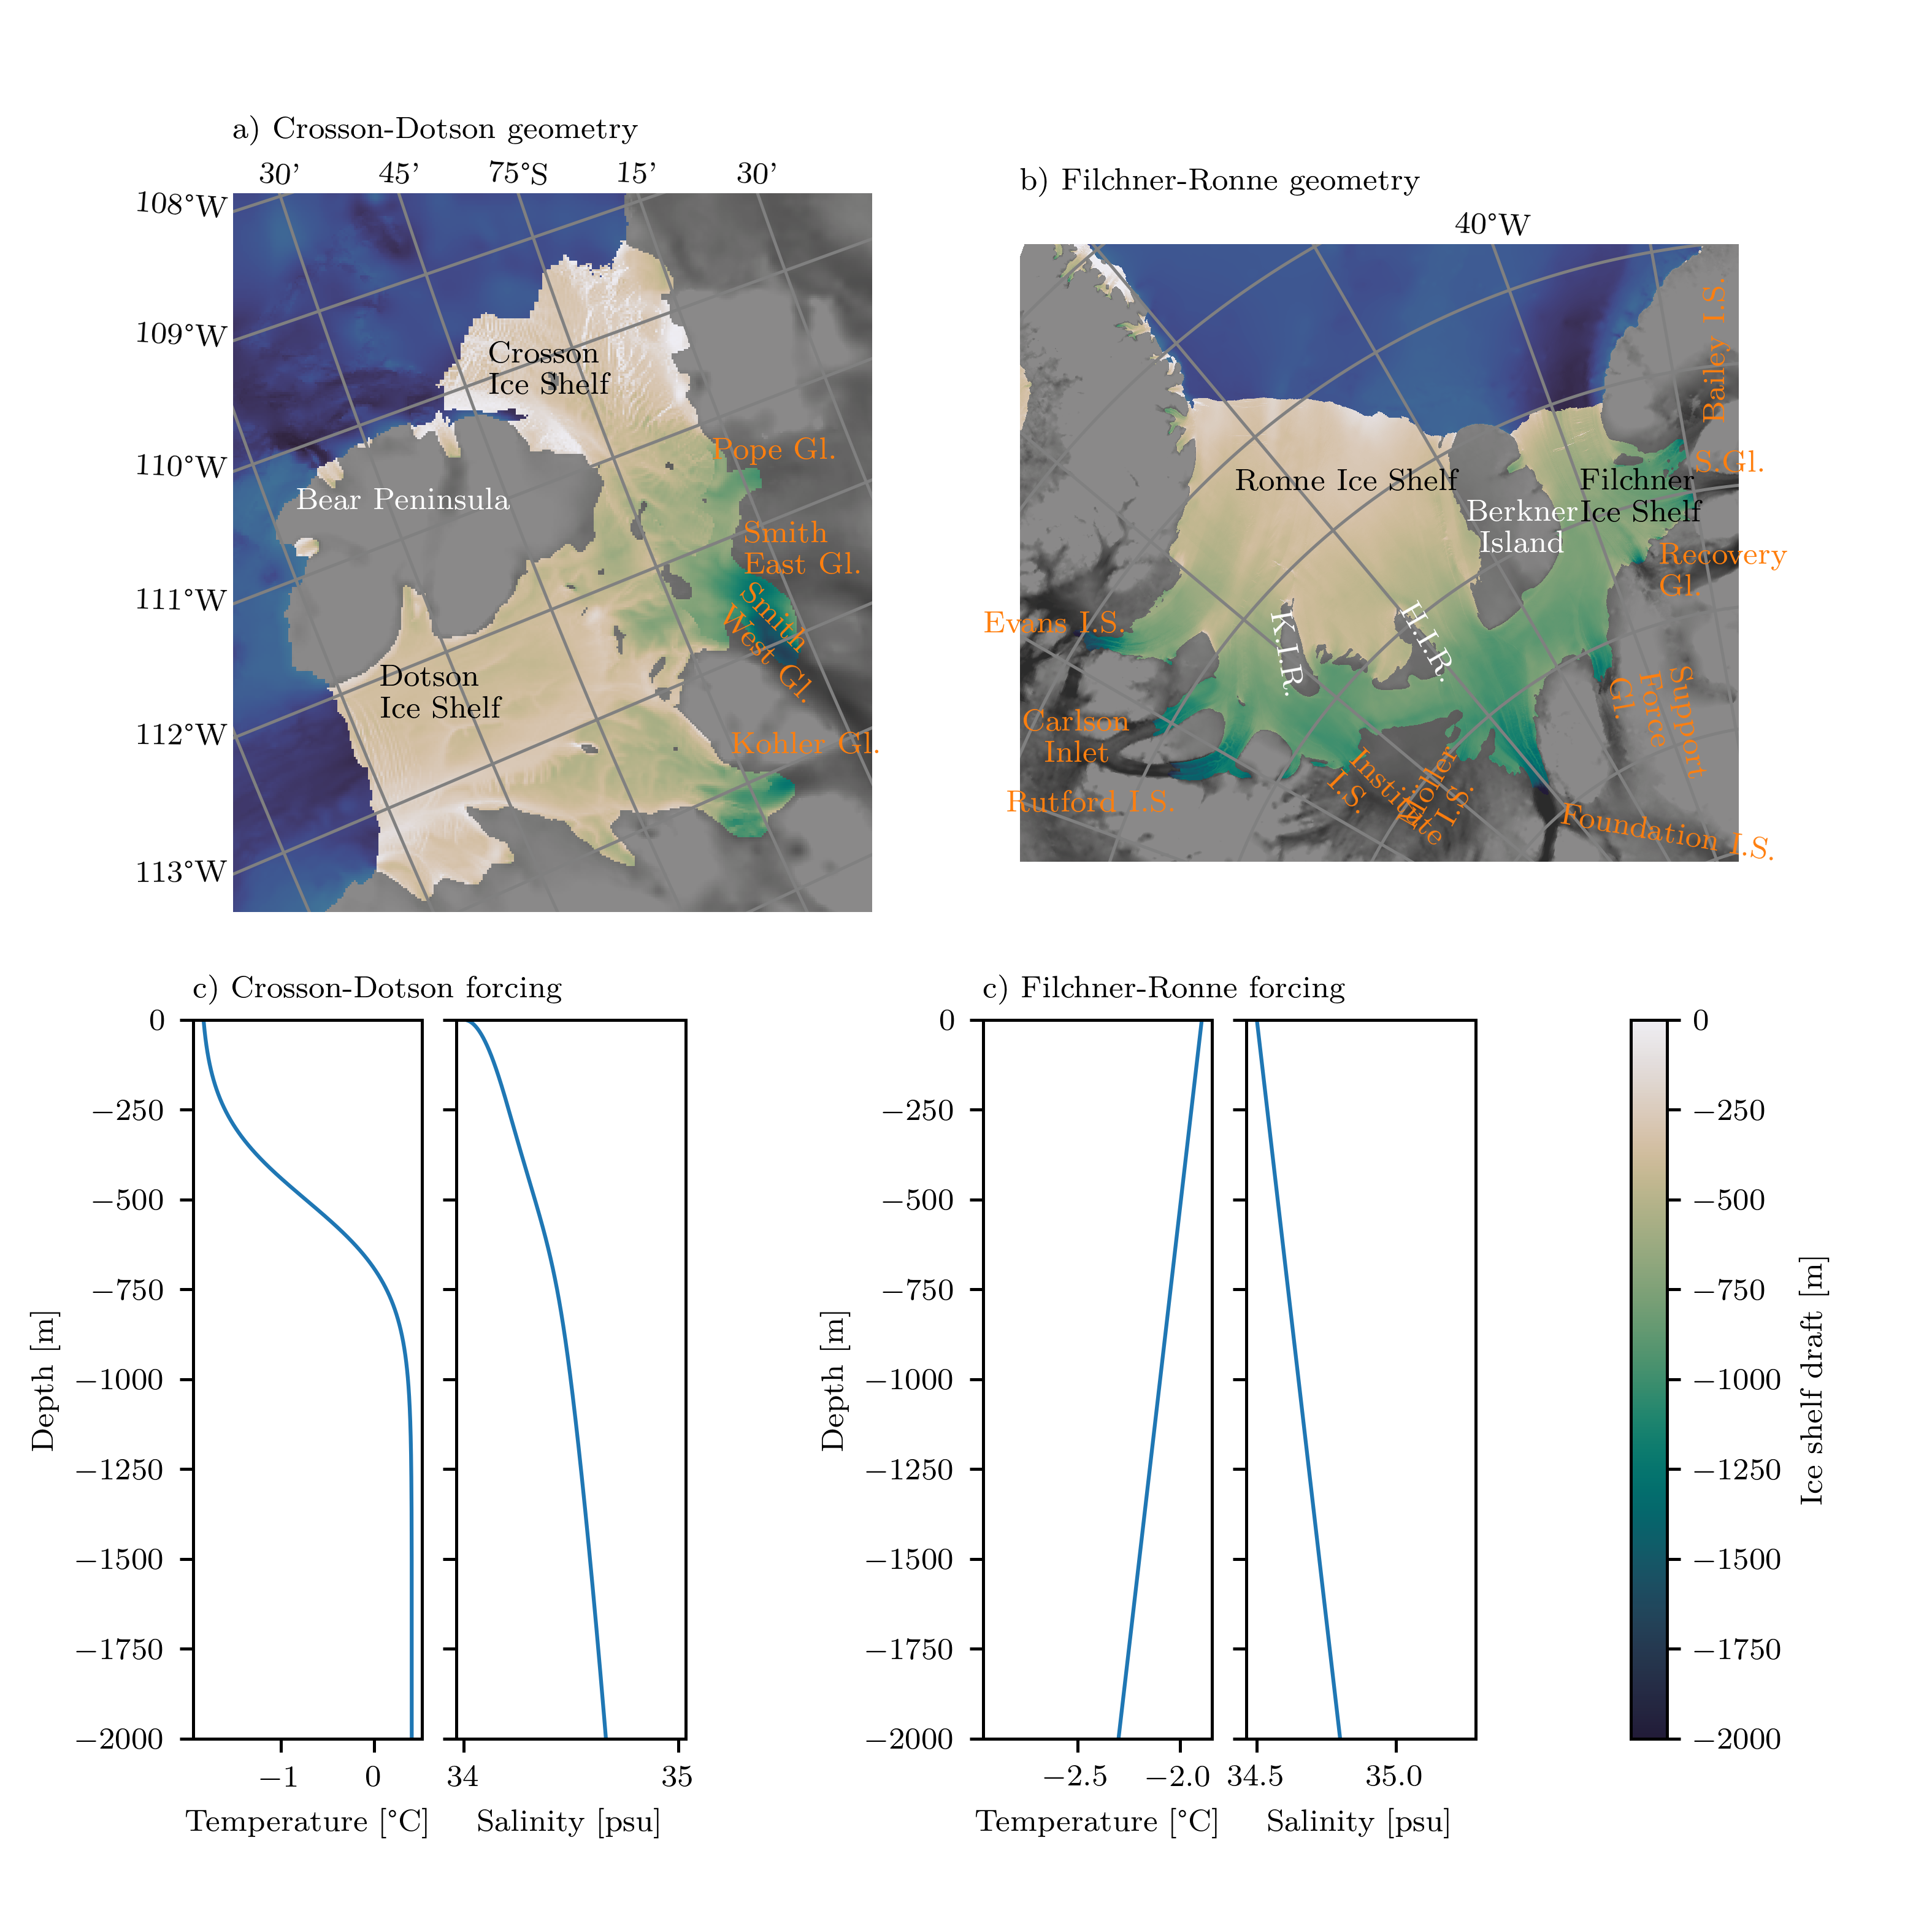 a) Crosson-Dotson geometry
30’ 45’ 75°S 15’ 30’
108°W
109°W
110°W
111°W
112°W
113°W
Crosson
Ice Shelf
Pope Gl.
Bear Peninsula
Smith
East Gl.
Smith
West Gl.
Dotson
Ice Shelf
Kohler Gl.
b) Filchner-Ronne geometry
40°W
Bailey I.S.
S.Gl.
Ronne Ice Shelf
Filchner
Ice Shelf
Berkner
Island
Recovery
Gl.
Evans I.S.
K.I.R.
H.I.R.
Support
Force
Gl.
Carlson
Inlet
Rutford I.S.
Institute
I.S.
Möller
I.S.
Foundation I.S.
c) Crosson-Dotson forcing
0
−250
−500
−750
−1000
−1250
−1500
−1750
−2000
Depth [m]
−1 0
Temperature [°C]
34 35
Salinity [psu]
c) Filchner-Ronne forcing
0
−250
−500
−750
−1000
−1250
−1500
−1750
−2000
Depth [m]
−2.5 −2.0
Temperature [°C]
34.5 35.0
Salinity [psu]
0
−250
−500
−750
−1000
−1250
−1500
−1750
−2000
Ice shelf draft [m]